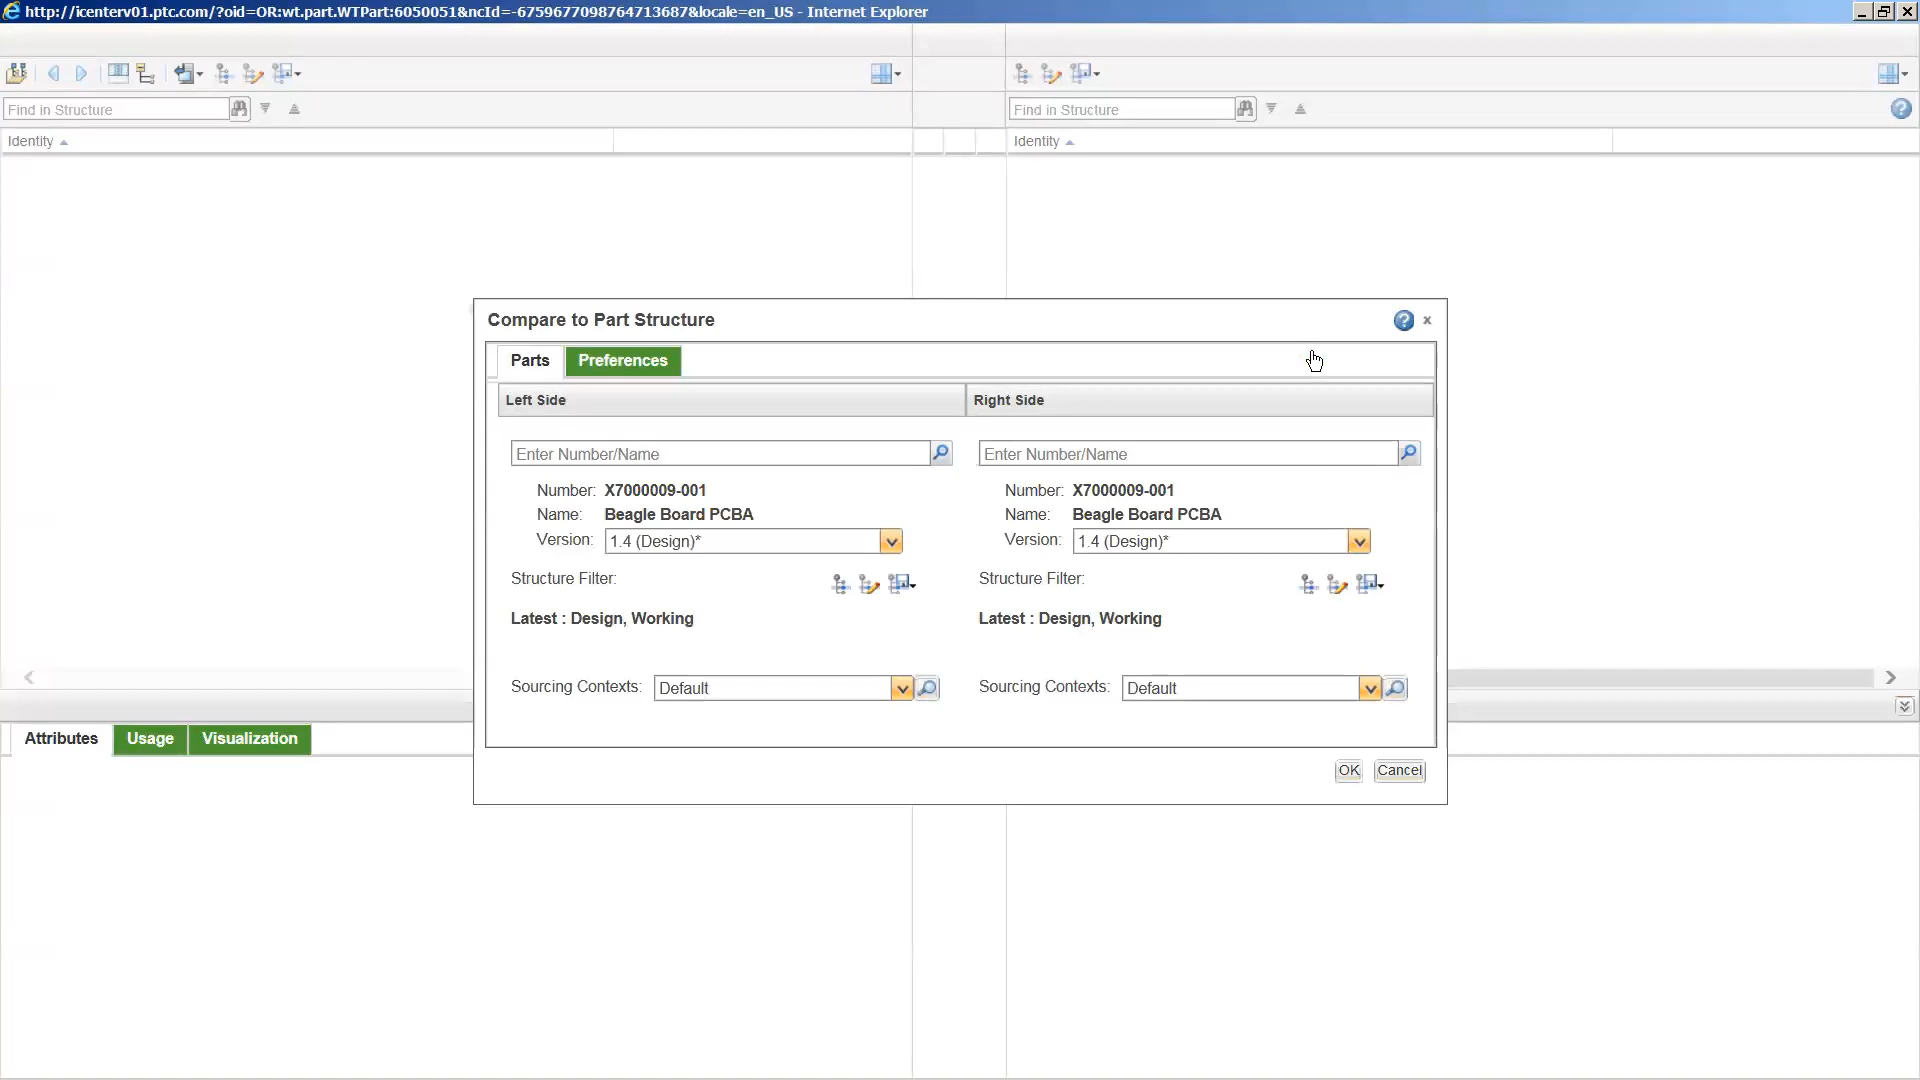 http://icenterv01.ptc.com/?oid=OR:wt.part.WTPart:6050051&ncId=-6759677098764713687&locale=en_US - Internet Explorer
Find in Structure
Find in Structure
Identity
Identity
Compare to Part Structure
Parts
Preferences
Left Side
Right Side
Enter Number/Name
Enter Number/Name
Number: X7000009-001
Name: Beagle Board PCBA
Version: 1.4 (Design)*
Number: X7000009-001
Name: Beagle Board PCBA
Version: 1.4 (Design)*
Structure Filter:
Latest : Design, Working
Structure Filter:
Latest : Design, Working
Sourcing Contexts: Default
Sourcing Contexts: Default
OK
Cancel
Attributes
Usage
Visualization